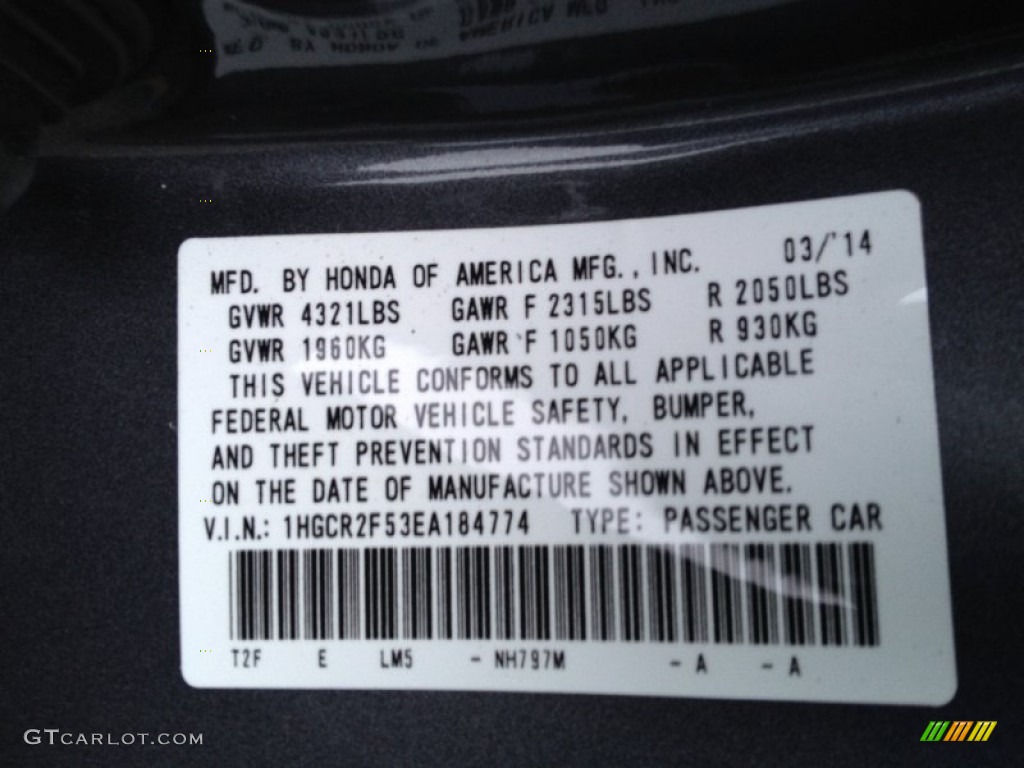 MFD. BY HONDA OF AMERICA MFG., INC. 03/'14
GVWR 4321LBS GAWR F 2315LBS R 2050LBS
GVWR 1960KG GAWR F 1050KG R 930KG
THIS VEHICLE CONFORMS TO ALL APPLICABLE
FEDERAL MOTOR VEHICLE SAFETY, BUMPER,
AND THEFT PREVENTION STANDARDS IN EFFECT
ON THE DATE OF MANUFACTURE SHOWN ABOVE.
V.I.N.: 1HGCR2F53EA184774 TYPE: PASSENGER CAR
T2F E LM5 - NH797M - A - A
GTCARLOT.COM